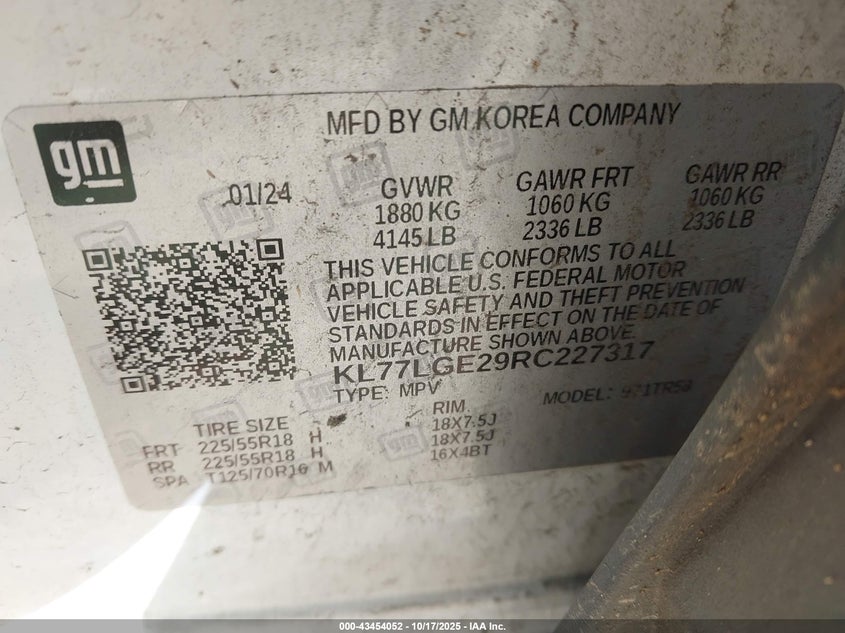 gm
MFD BY GM KOREA COMPANY
01/24
GVWR GAWR FRT GAWR RR
1880 KG 1060 KG 1060 KG
4145 LB 2336 LB 2336 LB
THIS VEHICLE CONFORMS TO ALL
APPLICABLE U.S. FEDERAL MOTOR
VEHICLE SAFETY AND THEFT PREVENTION
STANDARDS IN EFFECT ON THE DATE OF
MANUFACTURE SHOWN ABOVE.
KL77LGE29RC227317
TYPE: MPV MODEL:
TIRE SIZE RIM
FRT 225/55R18 H 18X7.5J
RR 225/55R18 H 18X7.5J
SPA T125/70R16 M 16X4BT
000-43454052 - 10/17/2025 - IAA Inc.